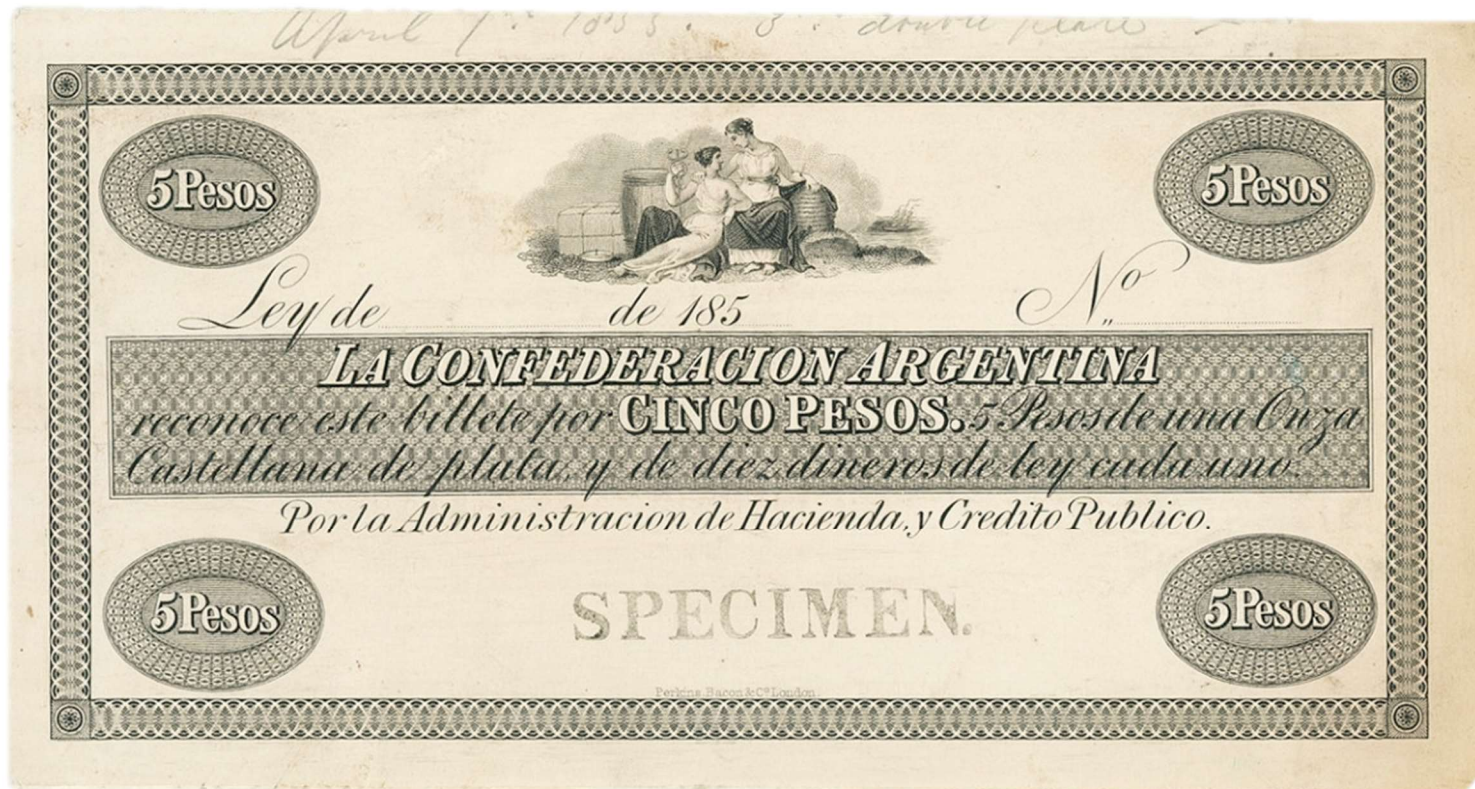 April
5 Pesos 5 Pesos
Ley de de 185 Nº
LA CONFEDERACION ARGENTINA
reconoce este billete por CINCO PESOS. 5 Pesos de una Onza
Castellana de plata, y de diez dineros de ley cada uno.
Por la Administracion de Hacienda, y Credito Publico.
5 Pesos 5 Pesos
SPECIMEN.
Perkins, Bacon & Cº London.